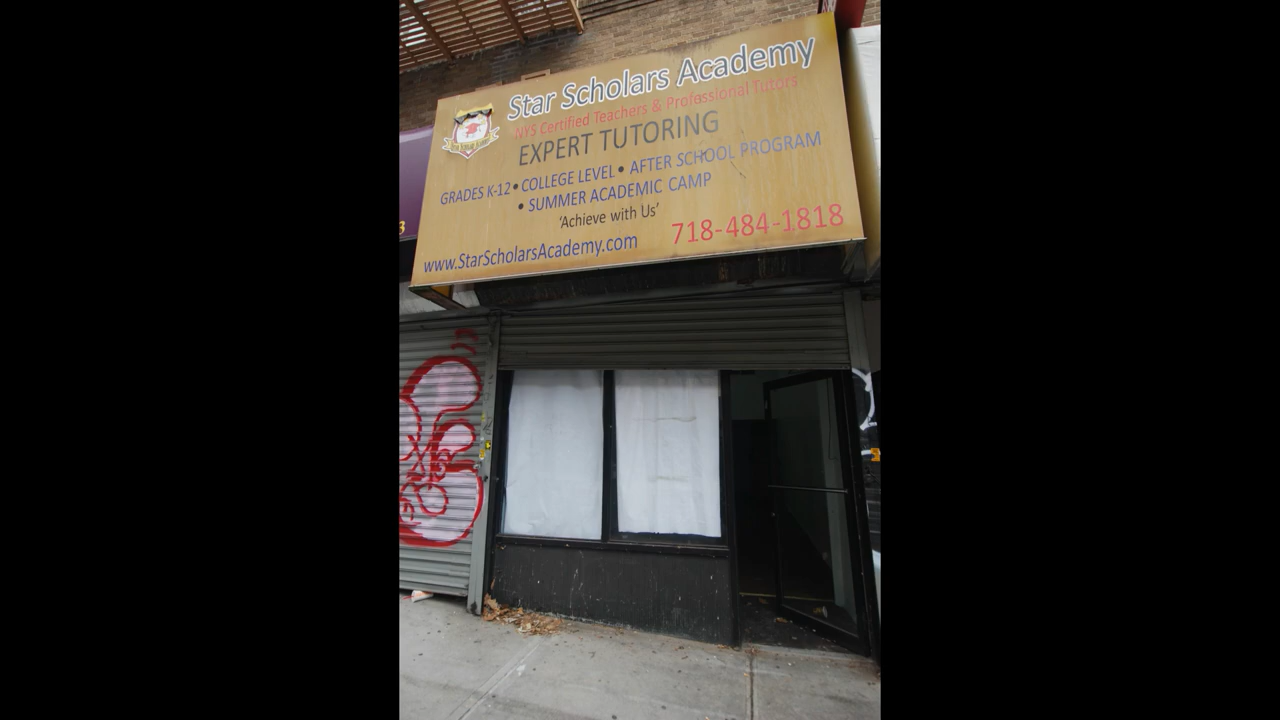 Star Scholars Academy
NYS Certified Teachers & Professional Tutors
EXPERT TUTORING
GRADES K-12 • COLLEGE LEVEL • AFTER SCHOOL PROGRAM
• SUMMER ACADEMIC CAMP
'Achieve with Us'
718-484-1818
www.StarScholarsAcademy.com